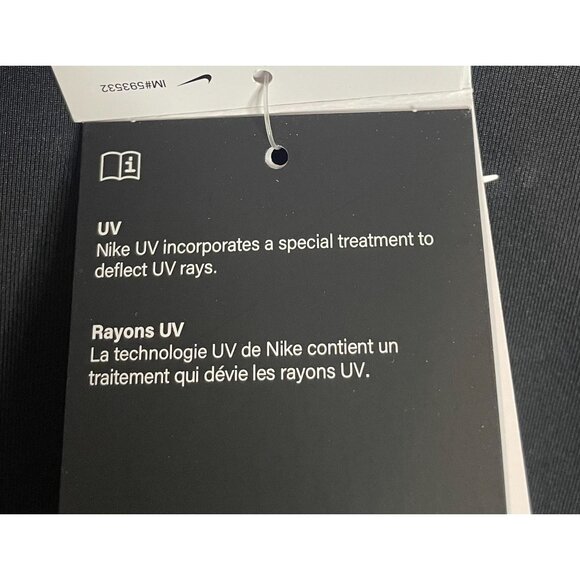 IM#5935532
UV
Nike UV incorporates a special treatment to
deflect UV rays.
Rayons UV
La technologie UV de Nike contient un
traitement qui dévie les rayons UV.